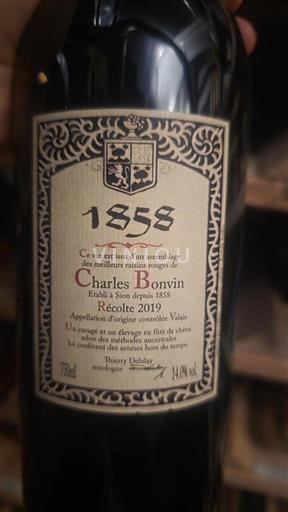 1858
Ce vin est issu d'un assemblage
des meilleurs raisins rouges de
Charles Bonvin
Etabli à Sion depuis 1858
Récolte 2019
Appellation d'origine contrôlée Valais
Un cuvage et un élevage en fûts de chêne
selon des méthodes ancestrales
lui confèrent des arômes hors du temps.
Thierry Delalay
œnologue
750ml
14.0% vol.
VINIOU